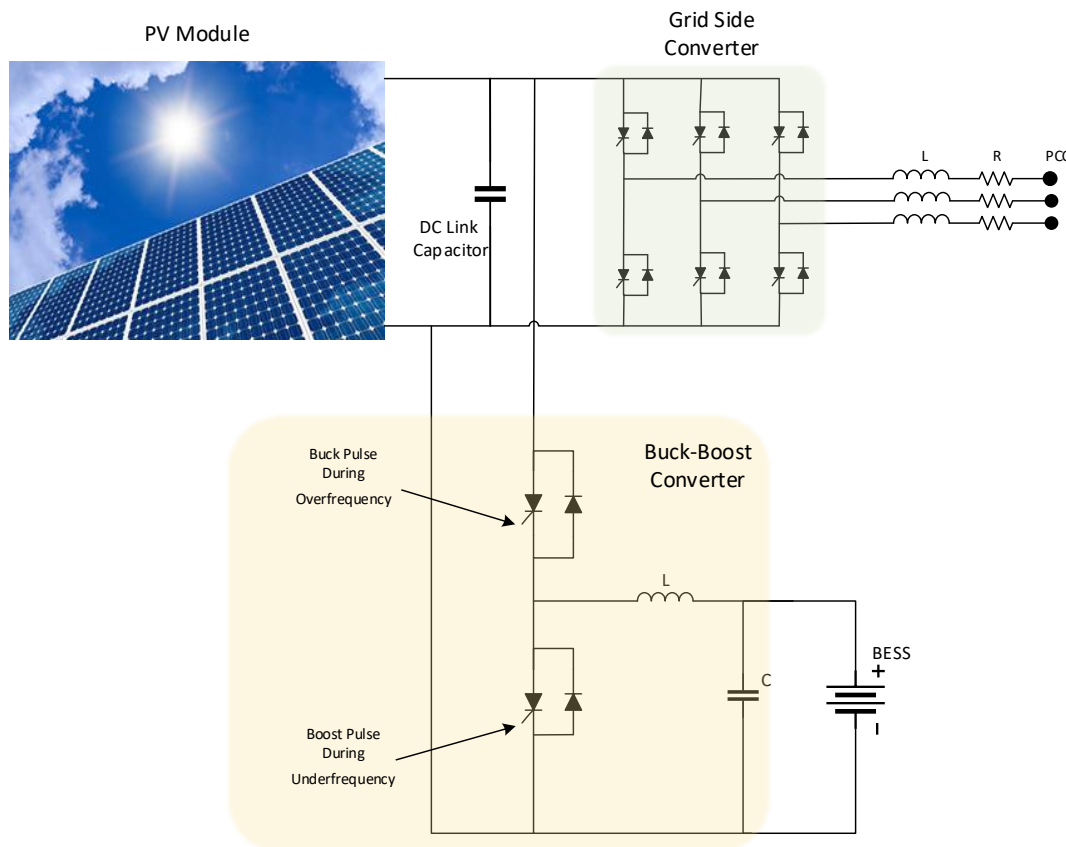 PV Module
Grid Side
Converter
L
R
PCC
DC Link
Capacitor
Buck Pulse
During
Overfrequency
Buck-Boost
Converter
L
BESS
+
C
Boost Pulse
During
Underfrequency